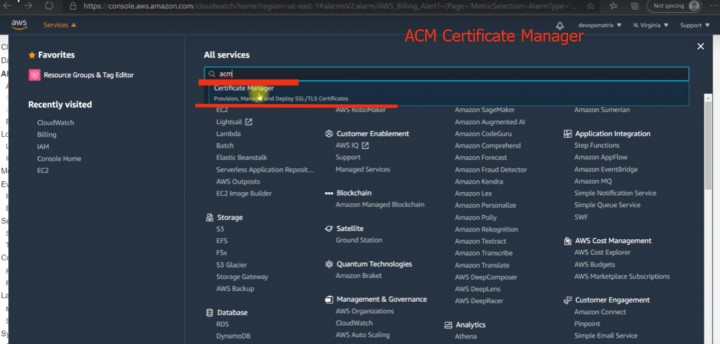 https://console.aws.amazon.com/cloudwatch/home?region=us-east-1#alarmsV2:alarm/AWS_Billing_Alert?~(Page~'MetricSelection~AlarmType~'...
Not syncing
aws
Services
devopsmatrix
N. Virginia
Support
ACM Certificate Manager
Favorites
Resource Groups & Tag Editor
Recently visited
CloudWatch
Billing
IAM
Console Home
EC2
All services
acm
Certificate Manager
Provision, Manage and Deploy SSL/TLS Certificates
EC2
Lightsail
Lambda
Batch
Elastic Beanstalk
Serverless Application Reposit...
AWS Outposts
EC2 Image Builder
Storage
S3
EFS
FSx
S3 Glacier
Storage Gateway
AWS Backup
Database
RDS
DynamoDB
AWS RoboMaker
Customer Enablement
AWS IQ
Support
Managed Services
Blockchain
Amazon Managed Blockchain
Satellite
Ground Station
Quantum Technologies
Amazon Braket
Management & Governance
AWS Organizations
CloudWatch
AWS Auto Scaling
Amazon SageMaker
Amazon Augmented AI
Amazon CodeGuru
Amazon Comprehend
Amazon Forecast
Amazon Fraud Detector
Amazon Kendra
Amazon Lex
Amazon Personalize
Amazon Polly
Amazon Rekognition
Amazon Textract
Amazon Transcribe
Amazon Translate
AWS DeepComposer
AWS DeepLens
AWS DeepRacer
Analytics
Athena
Amazon Sumerian
Application Integration
Step Functions
Amazon AppFlow
Amazon EventBridge
Amazon MQ
Simple Notification Service
Simple Queue Service
SWF
AWS Cost Management
AWS Cost Explorer
AWS Budgets
AWS Marketplace Subscriptions
Customer Engagement
Amazon Connect
Pinpoint
Simple Email Service